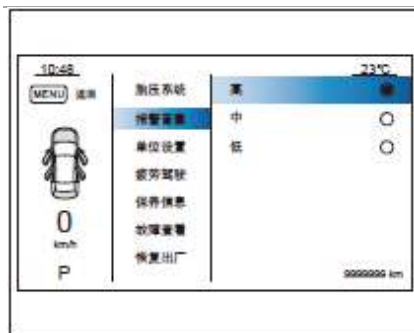 10:46
23℃
MENU 返回
胎压系统
报警音量
单位设置
疲劳驾驶
保养信息
故障查看
恢复出厂
高
中
低
0
km/h
P
9999999 km